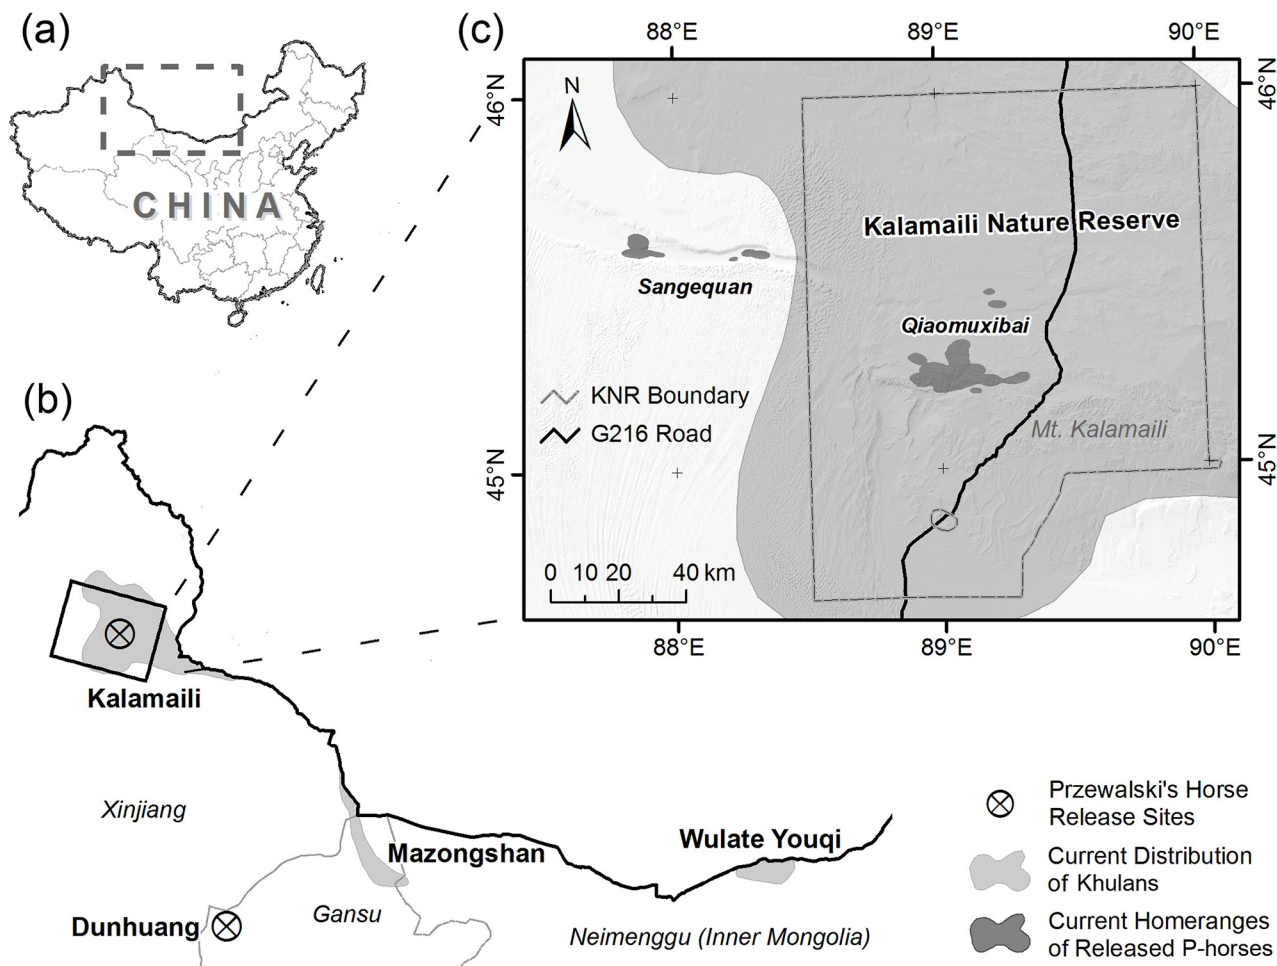 (a)
CHINA
(b)
Kalamaili
Xinjiang
Mazongshan
Wulate Youqi
Dunhuang
Gansu
Neimenggu (Inner Mongolia)
(c)
88°E
89°E
90°E
46°N
46°N
N
Kalamaili Nature Reserve
Sangequan
Qiaomuxibai
KNR Boundary
G216 Road
Mt. Kalamaili
45°N
45°N
0 10 20 40 km
88°E
89°E
90°E
Przewalski's Horse
Release Sites
Current Distribution
of Khulans
Current Homeranges
of Released P-horses